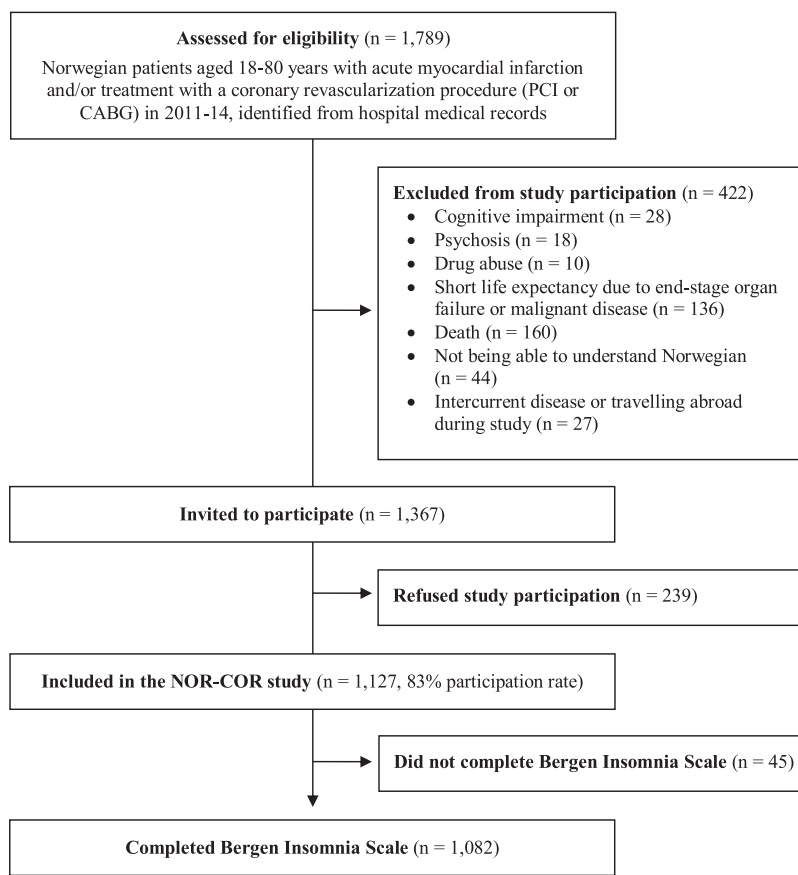 Assessed for eligibility (n = 1,789)
Norwegian patients aged 18-80 years with acute myocardial infarction
and/or treatment with a coronary revascularization procedure (PCI or
CABG) in 2011-14, identified from hospital medical records
Excluded from study participation (n = 422)
• Cognitive impairment (n = 28)
• Psychosis (n = 18)
• Drug abuse (n = 10)
• Short life expectancy due to end-stage organ
failure or malignant disease (n = 136)
• Death (n = 160)
• Not being able to understand Norwegian
(n = 44)
• Intercurrent disease or travelling abroad
during study (n = 27)
Invited to participate (n = 1,367)
Refused study participation (n = 239)
Included in the NOR-COR study (n = 1,127, 83% participation rate)
Did not complete Bergen Insomnia Scale (n = 45)
Completed Bergen Insomnia Scale (n = 1,082)